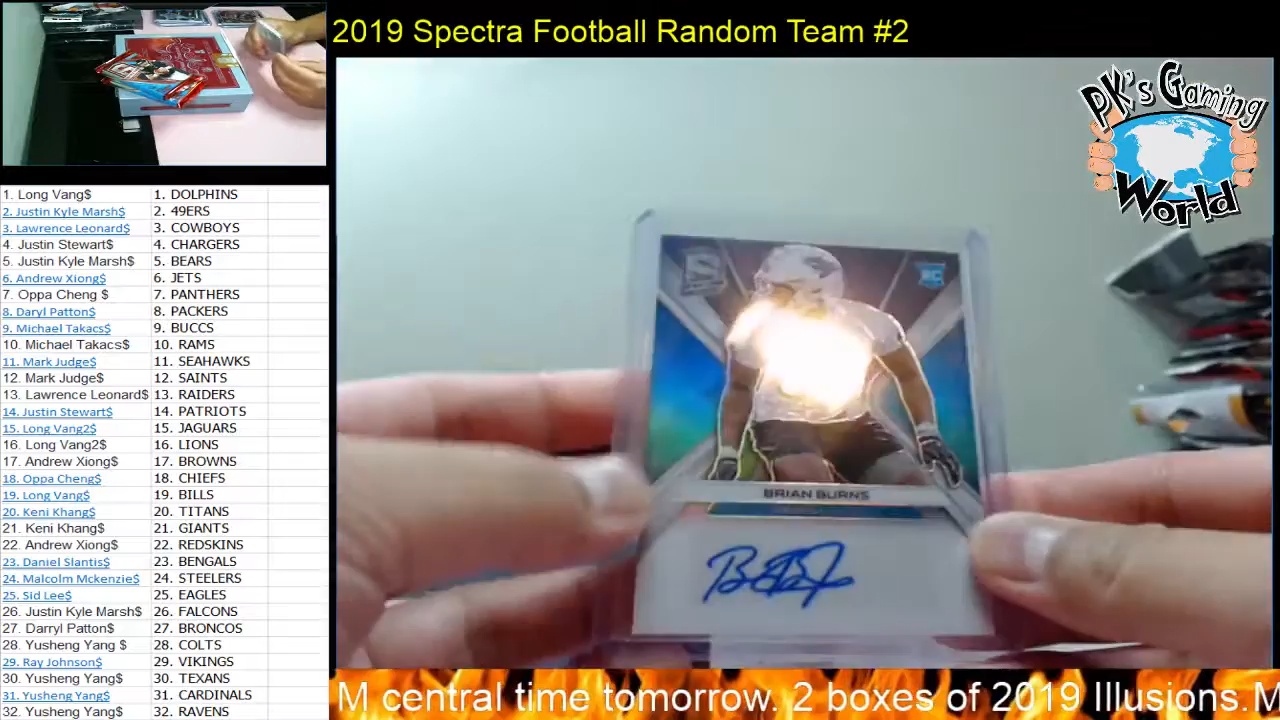 2019 Spectra Football Random Team #2
PK's Gaming
World
1. Long Vang$ 1. DOLPHINS
2. Justin Kyle Marsh$ 2. 49ERS
3. Lawrence Leonard$ 3. COWBOYS
4. Justin Stewart$ 4. CHARGERS
5. Justin Kyle Marsh$ 5. BEARS
6. Andrew Xiong$ 6. JETS
7. Oppa Cheng $ 7. PANTHERS
8. Daryl Patton$ 8. PACKERS
9. Michael Takacs$ 9. BUCCS
10. Michael Takacs$ 10. RAMS
11. Mark Judge$ 11. SEAHAWKS
12. Mark Judge$ 12. SAINTS
13. Lawrence Leonard$ 13. RAIDERS
14. Justin Stewart$ 14. PATRIOTS
15. Long Vang2$ 15. JAGUARS
16. Long Vang2$ 16. LIONS
17. Andrew Xiong$ 17. BROWNS
18. Oppa Cheng$ 18. CHIEFS
19. Long Vang$ 19. BILLS
20. Keni Khang$ 20. TITANS
21. Keni Khang$ 21. GIANTS
22. Andrew Xiong$ 22. REDSKINS
23. Daniel Slantis$ 23. BENGALS
24. Malcolm Mckenzie$ 24. STEELERS
25. Sid Lee$ 25. EAGLES
26. Justin Kyle Marsh$ 26. FALCONS
27. Darryl Patton$ 27. BRONCOS
28. Yusheng Yang $ 28. COLTS
29. Ray Johnson$ 29. VIKINGS
30. Yusheng Yang$ 30. TEXANS
31. Yusheng Yang$ 31. CARDINALS
32. Yusheng Yang$ 32. RAVENS
RC
BRIAN BURNS
M central time tomorrow. 2 boxes of 2019 Illusions.M